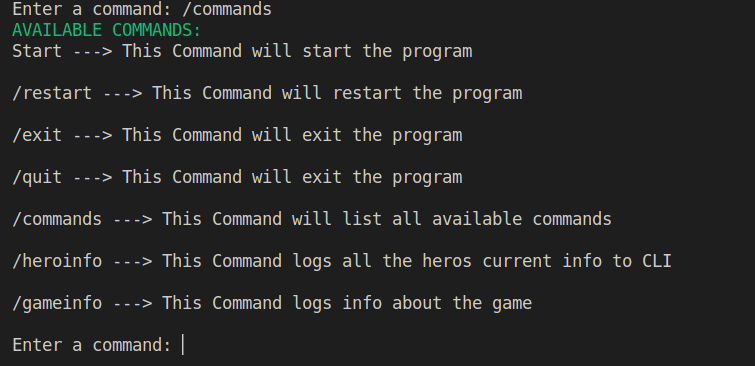 Enter a command: /commands
AVAILABLE COMMANDS:
Start ---> This Command will start the program
/restart ---> This Command will restart the program
/exit ---> This Command will exit the program
/quit ---> This Command will exit the program
/commands ---> This Command will list all available commands
/heroinfo ---> This Command logs all the heros current info to CLI
/gameinfo ---> This Command logs info about the game
Enter a command: